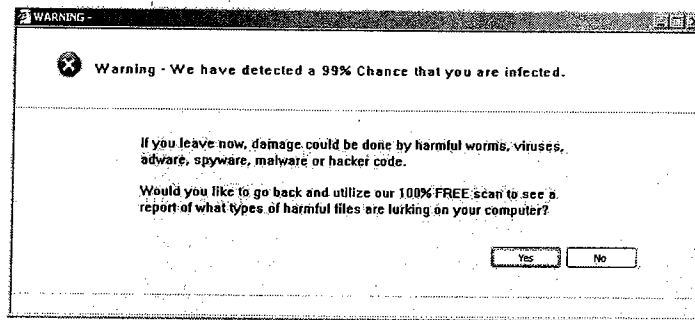 WARNING -
Warning - We have detected a 99% Chance that you are infected.
If you leave now, damage could be done by harmful worms, viruses,
adware, spyware, malware or hacker code.
Would you like to go back and utilize our 100% FREE scan to see a
report of what types of harmful files are lurking on your computer?
Yes No